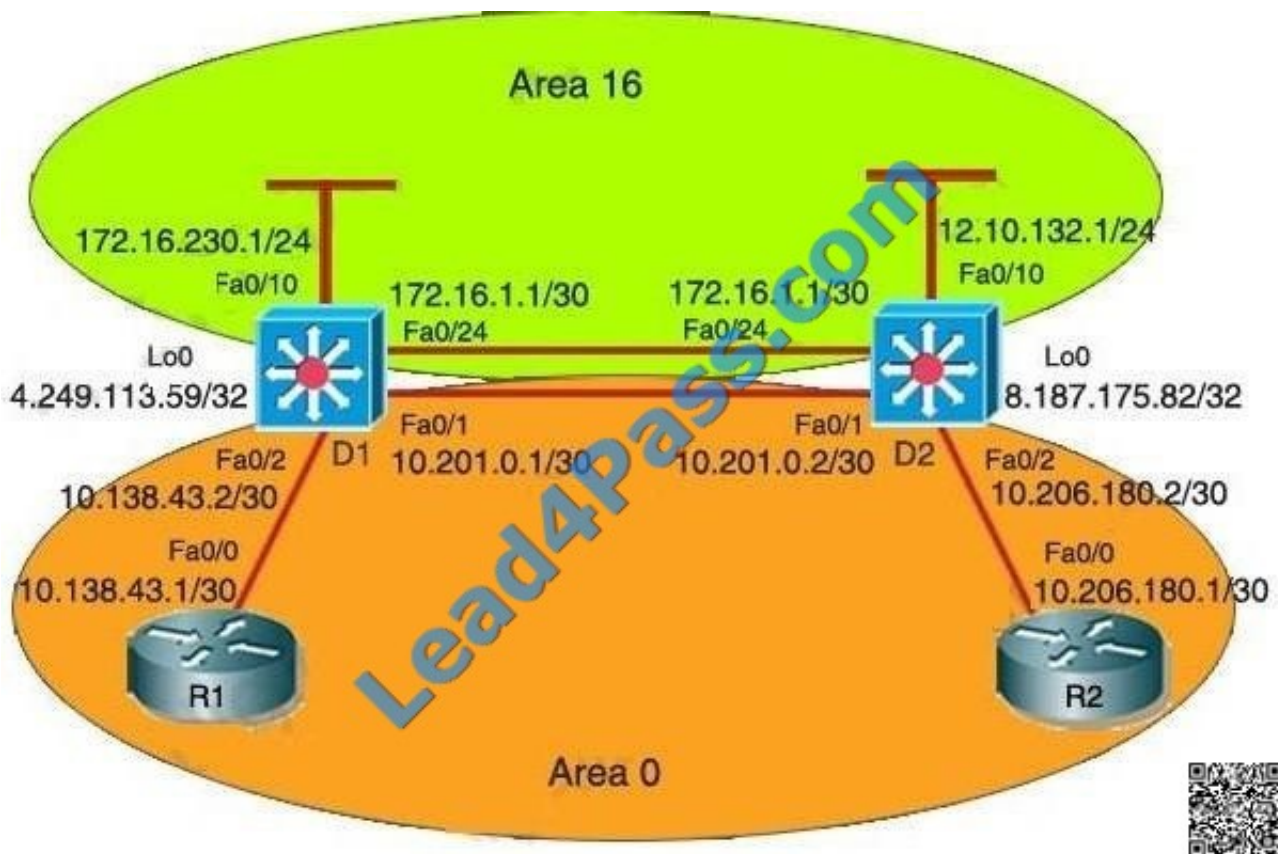 Area 16
172.16.230.1/24
12.10.132.1/24
Fa0/10
Fa0/10
172.16.1.1/30
172.16.1.1/30
Fa0/24
Fa0/24
Lo0
4.249.113.59/32
Lo0
8.187.175.82/32
Fa0/2
D1
Fa0/1
10.201.0.1/30
Fa0/1
10.201.0.2/30
D2
Fa0/2
10.138.43.2/30
10.206.180.2/30
Fa0/0
10.138.43.1/30
Fa0/0
10.206.180.1/30
R1
R2
Area 0
Lead4Pass.com